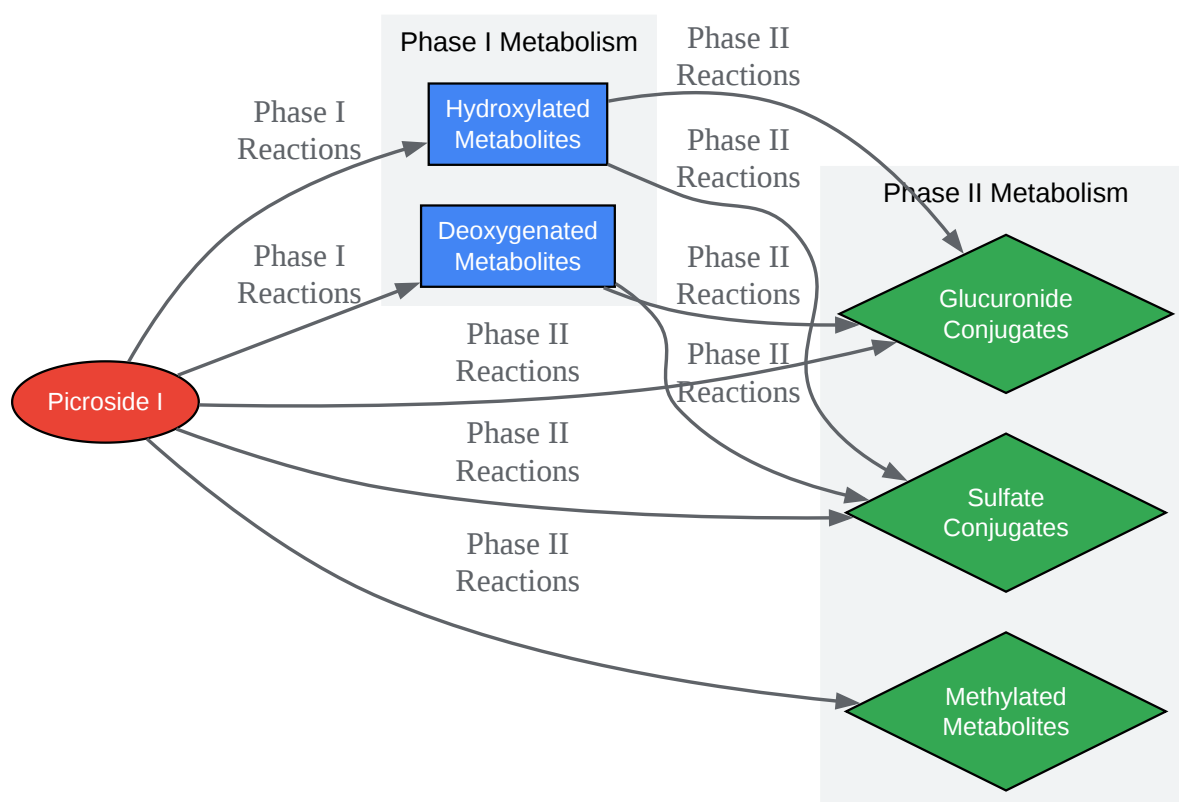 Phase I Metabolism
Phase II
Reactions
Hydroxylated
Metabolites
Phase I
Reactions
Phase II
Reactions
Phase II Metabolism
Deoxygenated
Metabolites
Phase I
Reactions
Phase II
Reactions
Glucuronide
Conjugates
Phase II
Reactions
Phase II
Reactions
Picroside I
Phase II
Reactions
Sulfate
Conjugates
Phase II
Reactions
Methylated
Metabolites